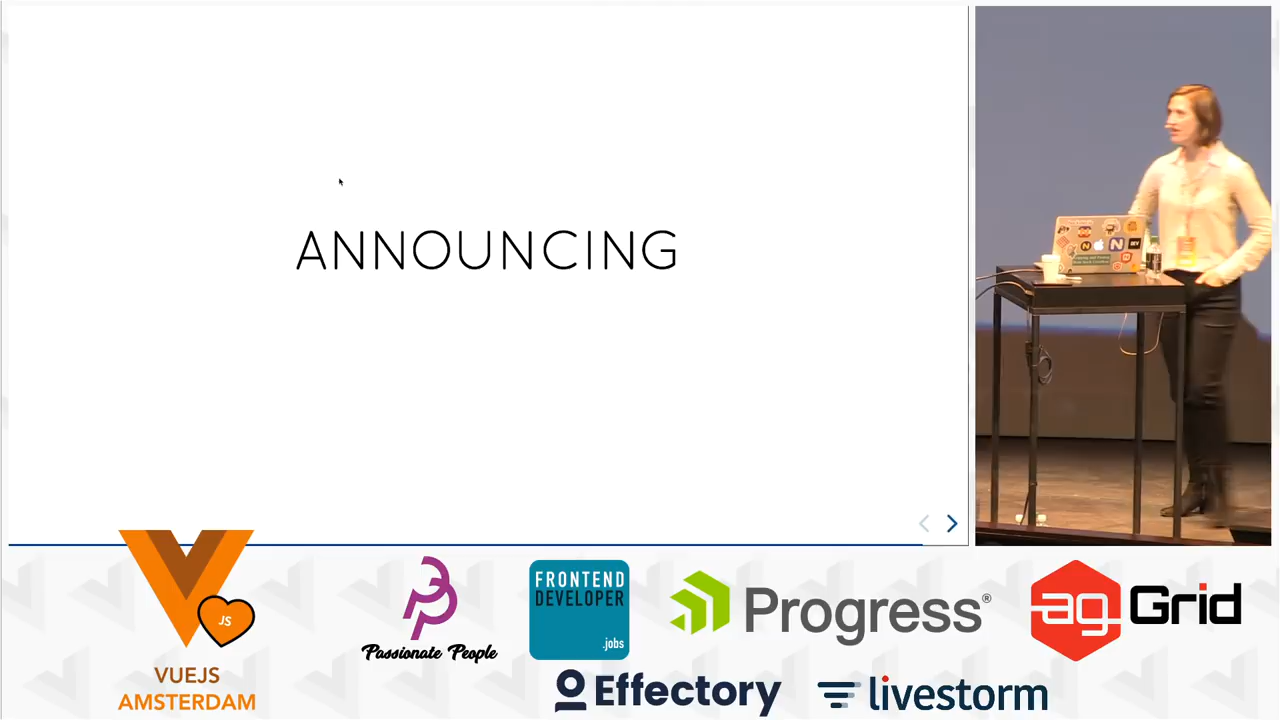 ANNOUNCING
JS
VUEJS
AMSTERDAM
Passionate People
FRONTEND
DEVELOPER
.jobs
Progress®
ag Grid
Effectory
livestorm